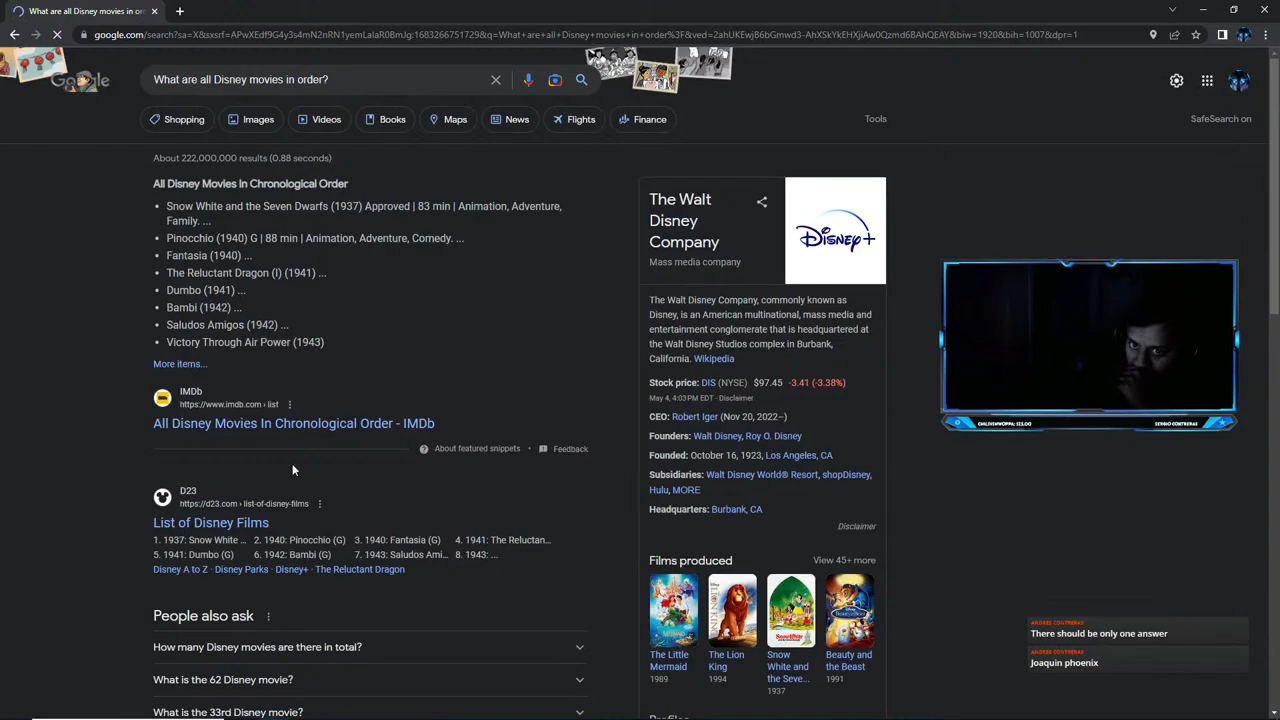 What are all Disney movies in or
google.com/search?sa=X&sxsrf=APwXEdf9G4y3s4mN2nRN1yemLalaR08mJg:1683266751729&q=What+are+all+Disney+movies+in+order%3F&ved=2ahUKEwjB6bGmwd3-AhXSkYkEHXjiAw0Qzmd68AhQEAY&biw=1920&bih=1007&dpr=1
Google
What are all Disney movies in order?
Shopping
Images
Videos
Books
Maps
News
Flights
Finance
Tools
SafeSearch on
About 222,000,000 results (0.88 seconds)
All Disney Movies In Chronological Order
• Snow White and the Seven Dwarfs (1937) Approved | 83 min | Animation, Adventure,
Family. ...
• Pinocchio (1940) G | 88 min | Animation, Adventure, Comedy. ...
• Fantasia (1940) ...
• The Reluctant Dragon (I) (1941) ...
• Dumbo (1941) ...
• Bambi (1942) ...
• Saludos Amigos (1942) ...
• Victory Through Air Power (1943)
More items...
IMDb
https://www.imdb.com › list
All Disney Movies In Chronological Order - IMDb
About featured snippets • Feedback
D23
https://d23.com › list-of-disney-films
List of Disney Films
1. 1937: Snow White ... 2. 1940: Pinocchio (G) 3. 1940: Fantasia (G) 4. 1941: The Reluctan...
5. 1941: Dumbo (G) 6. 1942: Bambi (G) 7. 1943: Saludos Ami... 8. 1943: ...
Disney A to Z · Disney Parks · Disney+ · The Reluctant Dragon
People also ask
How many Disney movies are there in total?
What is the 62 Disney movie?
What is the 33rd Disney movie?
The Walt
Disney
Company
Mass media company
Disney+
The Walt Disney Company, commonly known as
Disney, is an American multinational, mass media and
entertainment conglomerate that is headquartered at
the Walt Disney Studios complex in Burbank,
California. Wikipedia
Stock price: DIS (NYSE) $97.45 -3.41 (-3.38%)
May 4, 4:03 PM EDT - Disclaimer
CEO: Robert Iger (Nov 20, 2022–)
Founders: Walt Disney, Roy O. Disney
Founded: October 16, 1923, Los Angeles, CA
Subsidiaries: Walt Disney World® Resort, shopDisney,
Hulu, MORE
Headquarters: Burbank, CA
Disclaimer
Films produced
View 45+ more
The Little
Mermaid
1989
The Lion
King
1994
Snow
White and
the Seve...
1937
Beauty and
the Beast
1991
CHILDISHWOPPA: $25.00
SERGIO CONTRERAS
ANDRES CONTRERAS
There should be only one answer
ANDRES CONTRERAS
Joaquin phoenix